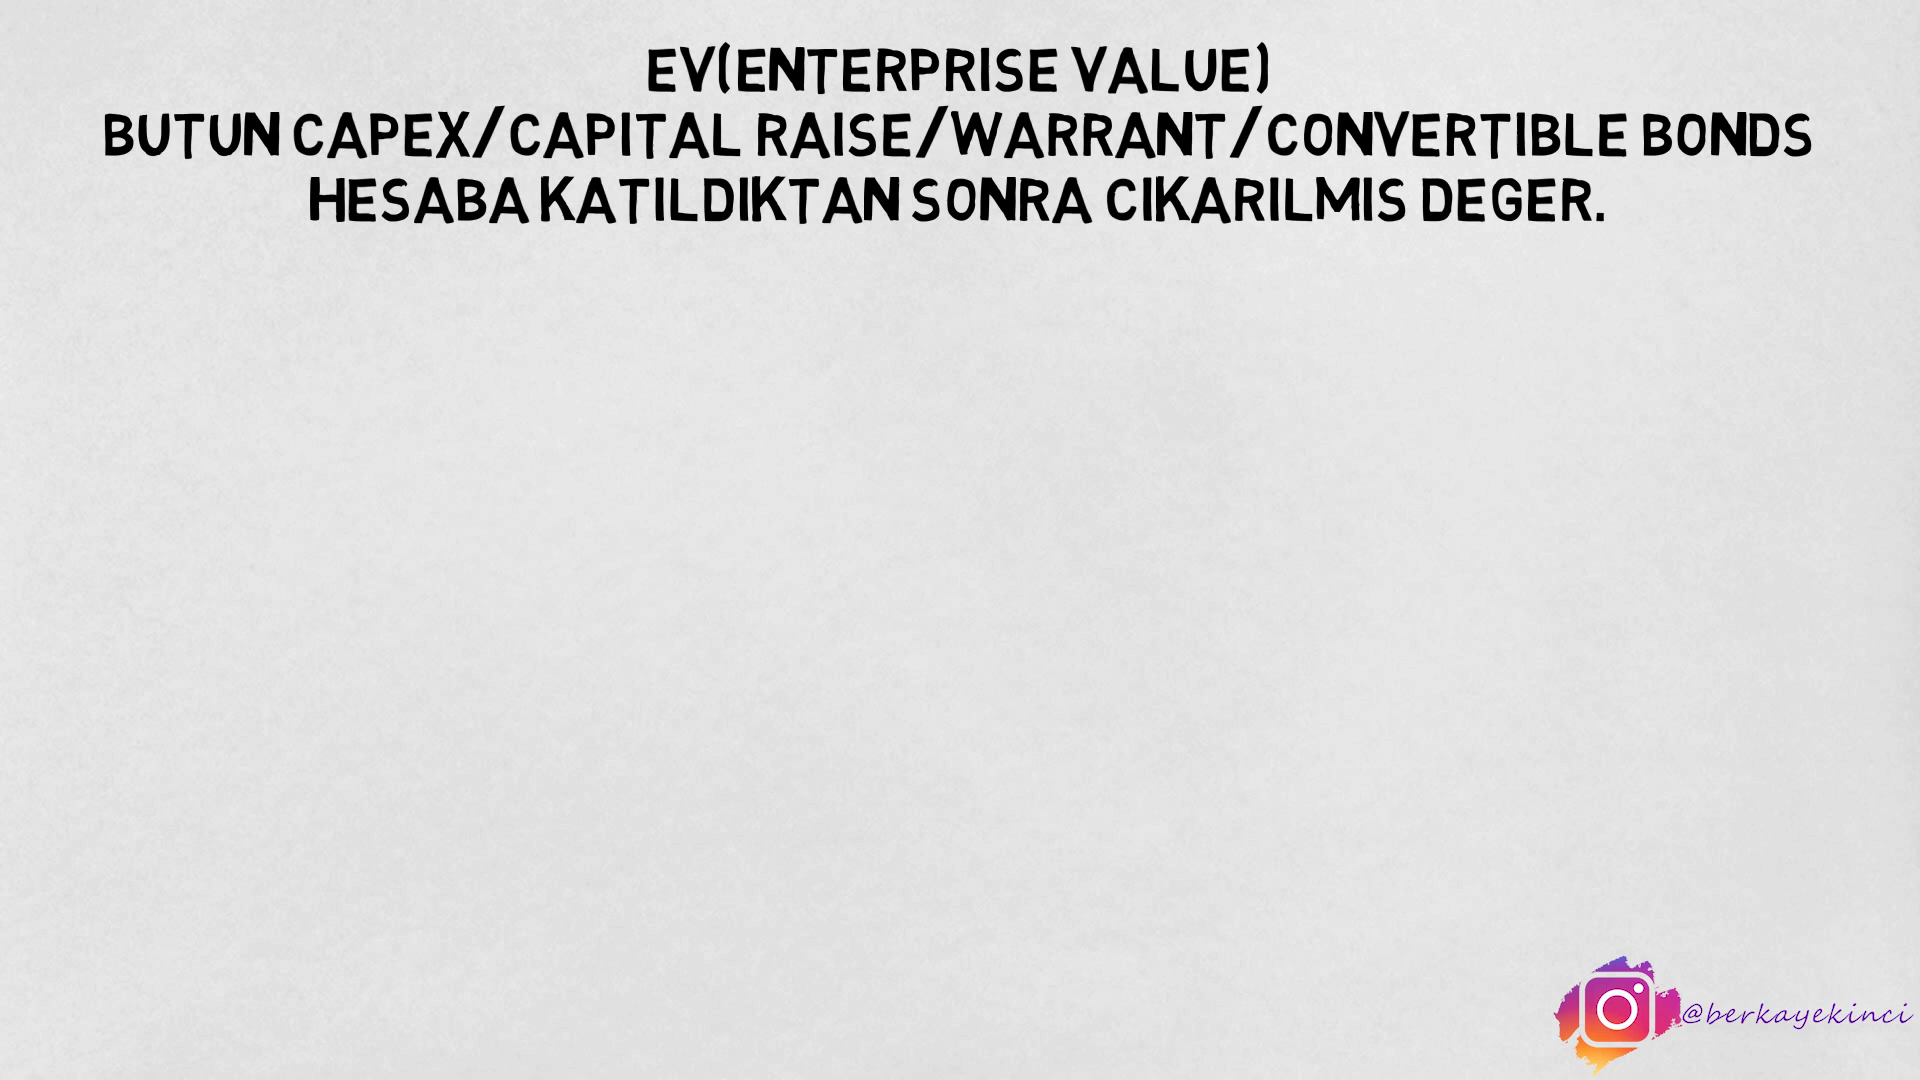 EV(ENTERPRISE VALUE)
BUTUN CAPEX/CAPITAL RAISE/WARRANT/CONVERTIBLE BONDS
HESABA KATILDIKTAN SONRA CIKARILMIS DEGER.
@berkayekinci